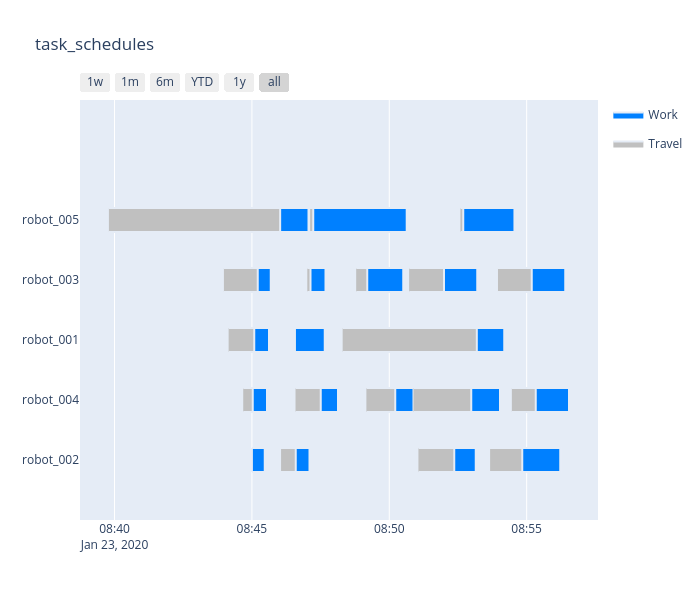 task_schedules
1w 1m 6m YTD 1y all
Work
Travel
robot_005
robot_003
robot_001
robot_004
robot_002
08:40 08:45 08:50 08:55
Jan 23, 2020